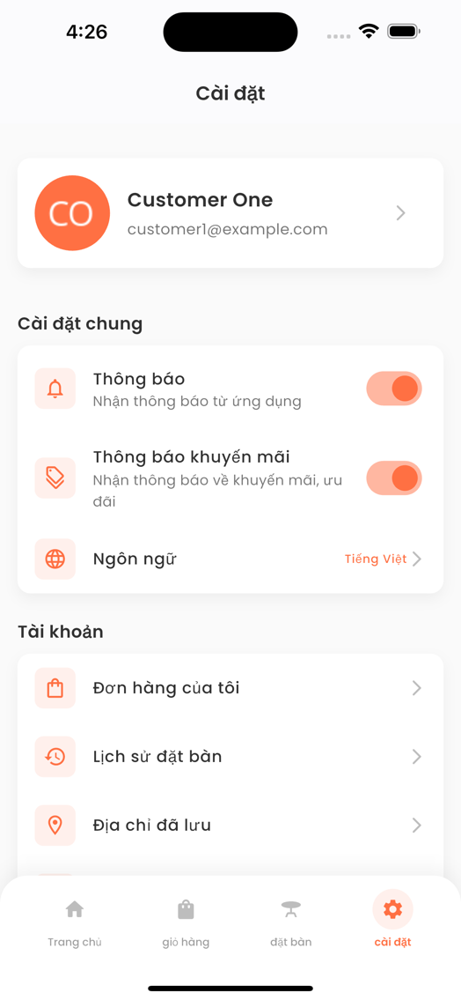 4:26
Cài đặt
CO
Customer One
customer1@example.com
Cài đặt chung
Thông báo
Nhận thông báo từ ứng dụng
Thông báo khuyến mãi
Nhận thông báo về khuyến mãi, ưu
đãi
Ngôn ngữ
Tiếng Việt
Tài khoản
Đơn hàng của tôi
Lịch sử đặt bàn
Địa chỉ đã lưu
Trang chủ
giỏ hàng
đặt bàn
cài đặt